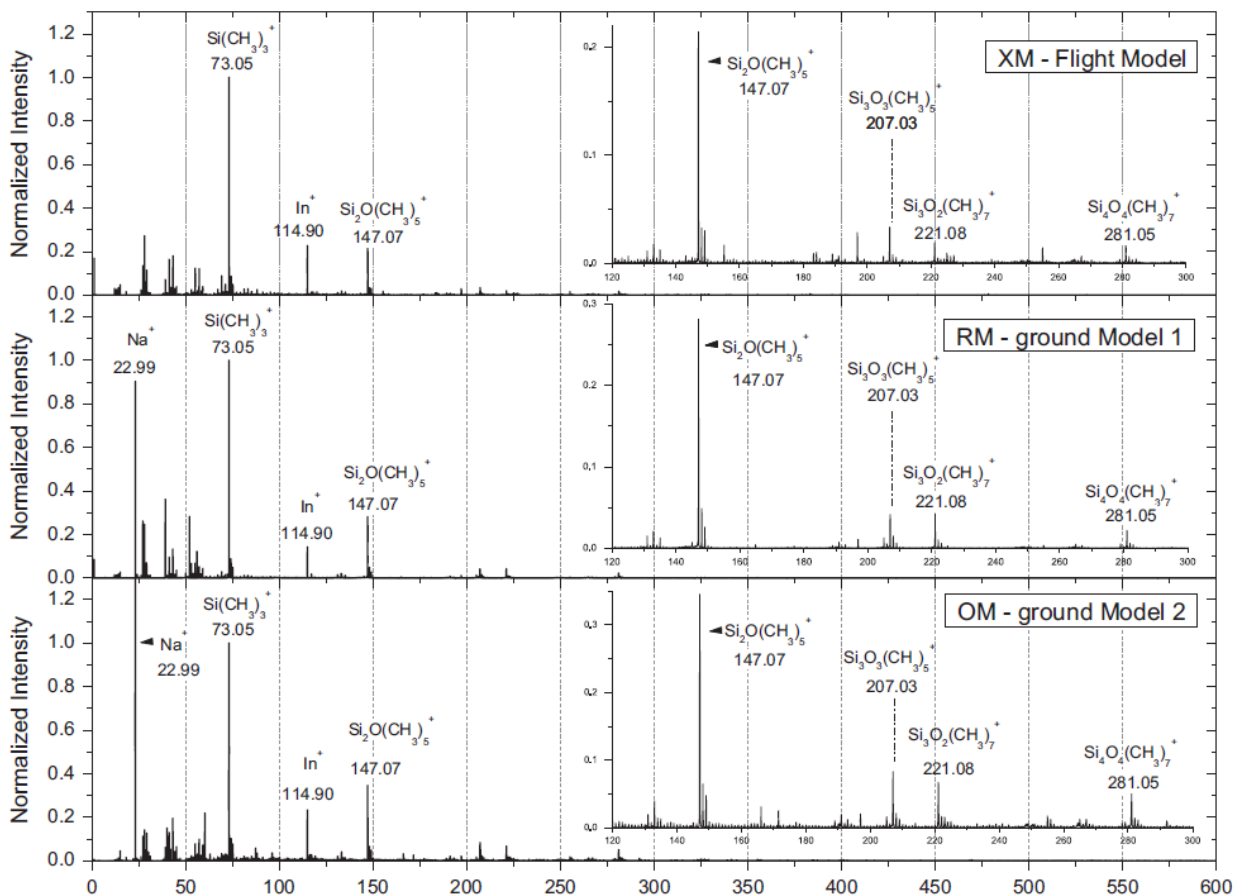 Normalized Intensity
1.2
1.0
0.8
0.6
0.4
0.2
0.0
Si(CH₃)₃⁺
73.05
In⁺
114.90
Si₂O(CH₃)₅⁺
147.07
XM - Flight Model
0.2
0.1
0.0
Si₂O(CH₃)₅⁺
147.07
Si₃O₃(CH₃)₅⁺
207.03
Si₃O₂(CH₃)₇⁺
221.08
Si₄O₄(CH₃)₇⁺
281.05
120 140 160 180 200 220 240 260 280 300
Normalized Intensity
1.2
1.0
0.8
0.6
0.4
0.2
0.0
Na⁺
22.99
Si(CH₃)₃⁺
73.05
In⁺
114.90
Si₂O(CH₃)₅⁺
147.07
RM - ground Model 1
0.3
0.2
0.1
0.0
Si₂O(CH₃)₅⁺
147.07
Si₃O₃(CH₃)₅⁺
207.03
Si₃O₂(CH₃)₇⁺
221.08
Si₄O₄(CH₃)₇⁺
281.05
120 140 160 180 200 220 240 260 280 300
Normalized Intensity
1.2
1.0
0.8
0.6
0.4
0.2
0.0
Na⁺
22.99
Si(CH₃)₃⁺
73.05
In⁺
114.90
Si₂O(CH₃)₅⁺
147.07
OM - ground Model 2
0.3
0.2
0.1
0.0
Si₂O(CH₃)₅⁺
147.07
Si₃O₃(CH₃)₅⁺
207.03
Si₃O₂(CH₃)₇⁺
221.08
Si₄O₄(CH₃)₇⁺
281.05
120 140 160 180 200 220 240 260 280 300
0 25 50 75 100 125 150 175 200 225 250 275 300 325 350 375 400 425 450 475 500 525 550 575 600